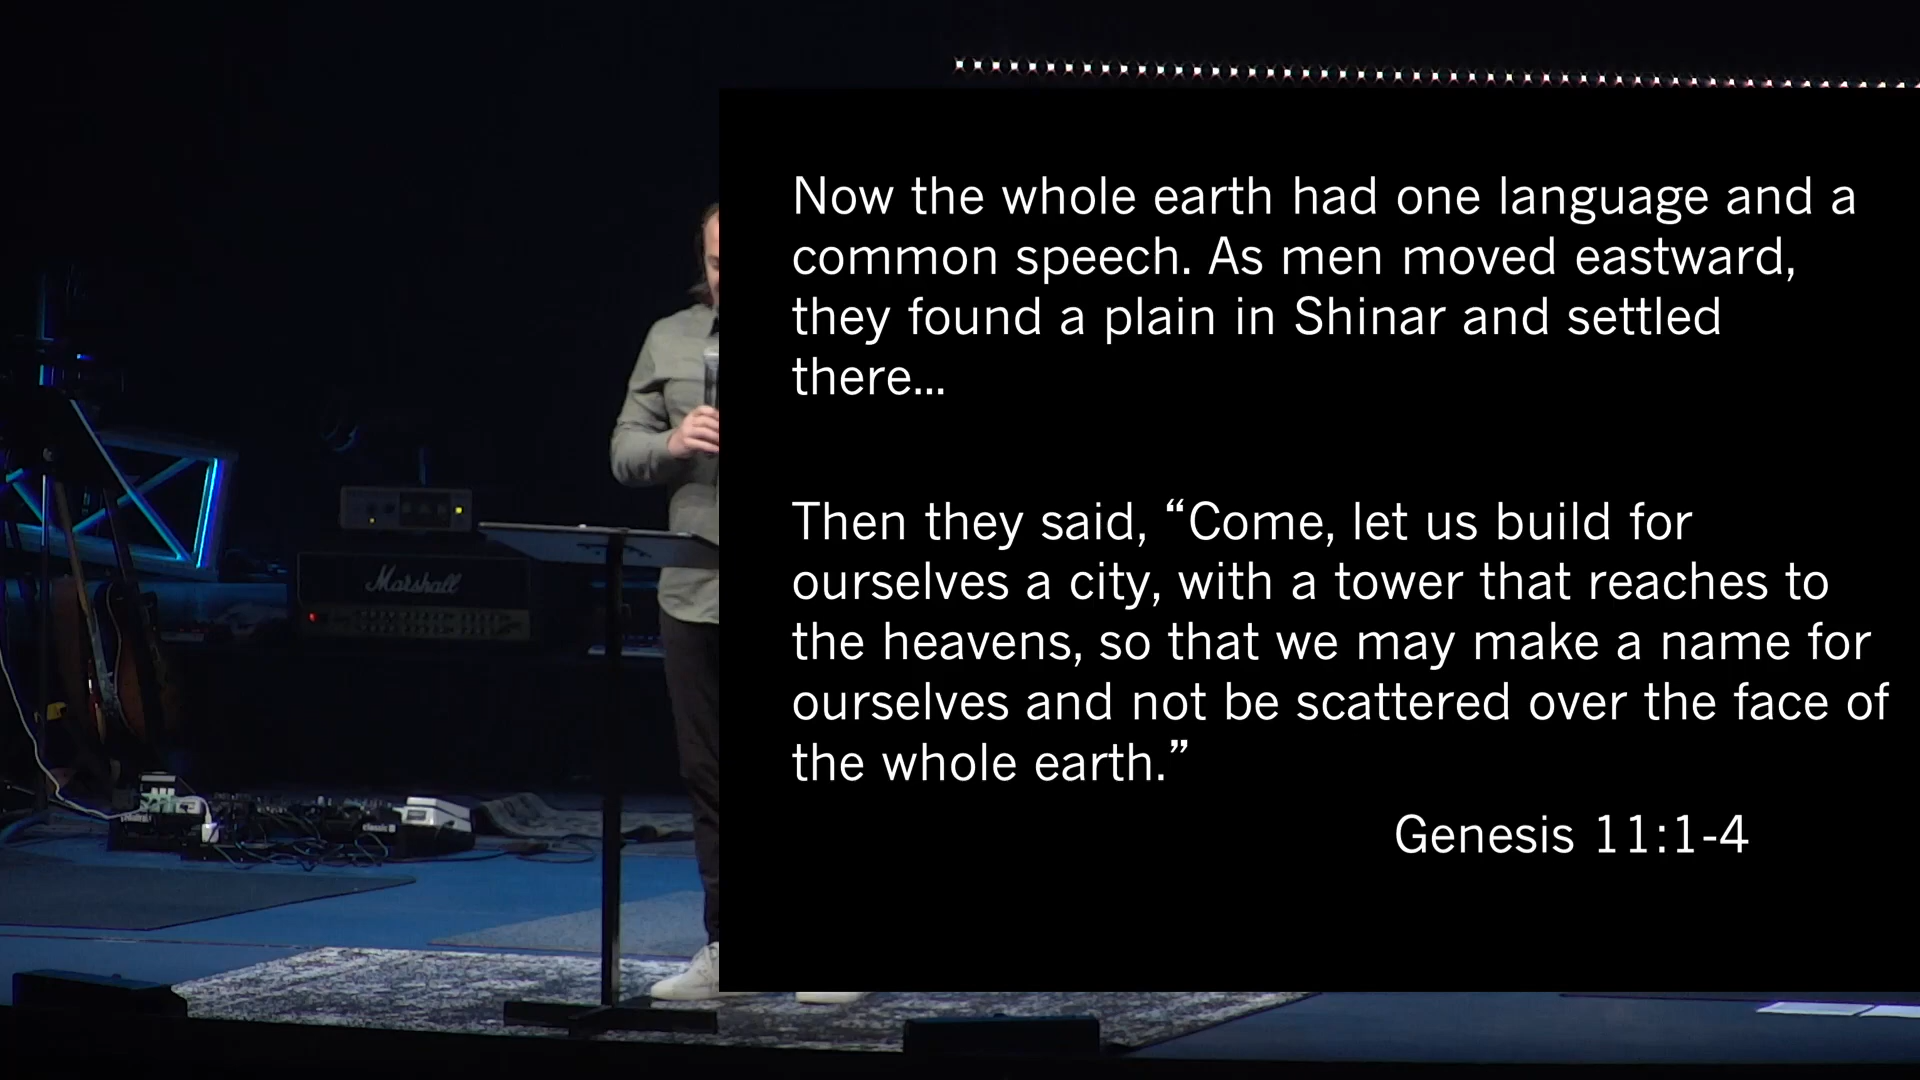 Now the whole earth had one language and a
common speech. As men moved eastward,
they found a plain in Shinar and settled
there...
Then they said, “Come, let us build for
ourselves a city, with a tower that reaches to
the heavens, so that we may make a name for
ourselves and not be scattered over the face of
the whole earth.”
Genesis 11:1-4
Marshall
classic